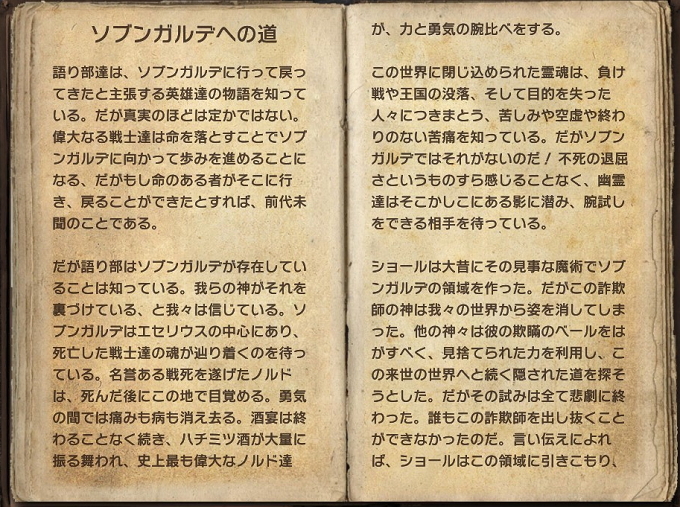 ソブンガルデへの道
語り部達は、ソブンガルデに行って戻っ
てきたと主張する英雄達の物語を知って
いる。だが真実のほどは定かではない。
偉大なる戦士達は命を落とすことでソブ
ンガルデに向かって歩みを進めることに
なる、だがもし命のある者がそこに行
き、戻ることができたとすれば、前代未
聞のことである。
だが語り部はソブンガルデが存在してい
ることは知っている。我らの神がそれを
裏づけている、と我々は信じている。ソ
ブンガルデはエセリウスの中心にあり、
死亡した戦士達の魂が辿り着くのを待っ
ている。名誉ある戦死を遂げたノルド
は、死んだ後にこの地で目覚める。勇気
の間では痛みも病も消え去る。酒宴は終
わることなく続き、ハチミツ酒が大量に
振る舞われ、史上最も偉大なノルド達
が、力と勇気の腕比べをする。
この世界に閉じ込められた霊魂は、負け
戦や王国の没落、そして目的を失った
人々につきまとう、苦しみや空虚や終わ
りのない苦痛を知っている。だがソブン
ガルデではそれがないのだ！ 不死の退屈
さというものすら感じることなく、幽霊
達はそこかしこにある影に潜み、腕試し
をできる相手を待っている。
ショールは大昔にその見事な魔術でソブ
ンガルデの領域を作った。だがこの詐欺
師の神は我々の世界から姿を消してしま
った。他の神々は彼の欺瞞のベールをは
がすべく、見捨てられた力を利用し、こ
の来世の世界へと続く隠された道を探そ
うとした。だがその試みは全て悲劇に終
わった。誰もこの詐欺師を出し抜くこと
ができなかったのだ。言い伝えによれ
ば、ショールはこの領域に引きこもり、